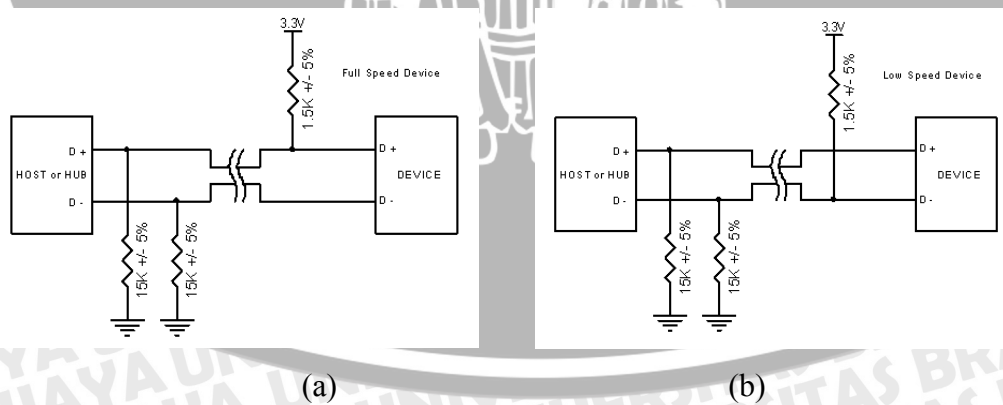 3.3V
1.5K +/- 5%
Full Speed Device
D +
HOST or HUB
D -
D +
DEVICE
D -
15K +/- 5%
15K +/- 5%
(a)
3.3V
1.5K +/- 5%
Low Speed Device
D +
HOST or HUB
D -
D +
DEVICE
D -
15K +/- 5%
15K +/- 5%
(b)